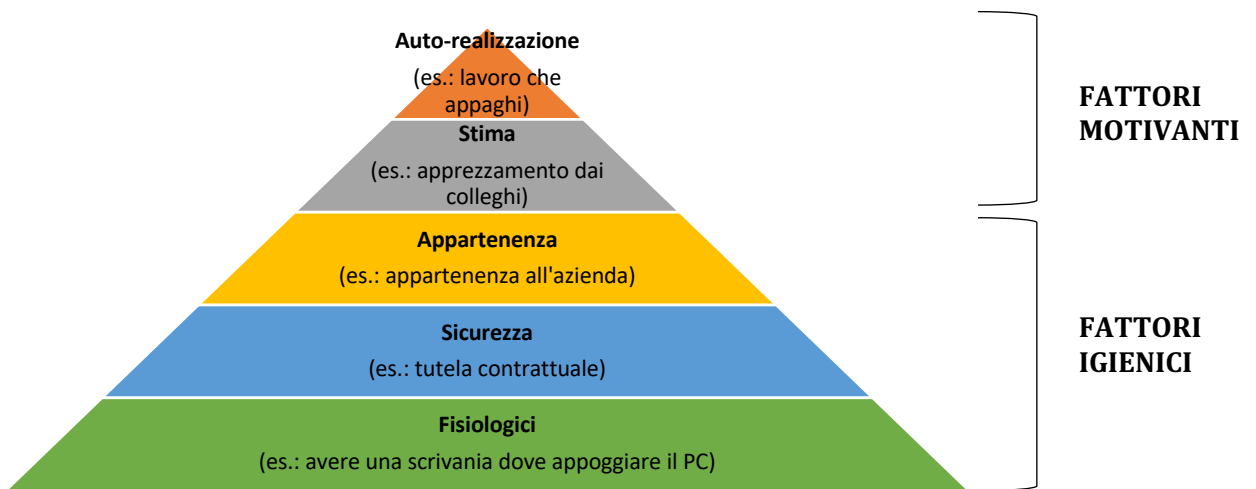 Auto-realizzazione
(es.: lavoro che
appaghi)
Stima
(es.: apprezzamento dai
colleghi)
Appartenenza
(es.: appartenenza all'azienda)
Sicurezza
(es.: tutela contrattuale)
Fisiologici
(es.: avere una scrivania dove appoggiare il PC)
FATTORI
MOTIVANTI
FATTORI
IGIENICI